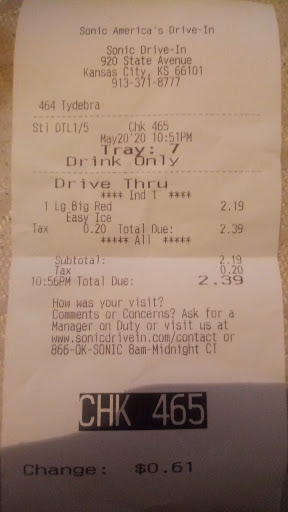 Sonic America's Drive-In
Sonic Drive-In
920 State Avenue
Kansas City, KS 66101
913-371-8777
464 Tydebra
Stl DTL1/5 Chk 465
May20'20 10:51PM
Tray: 7
Drink Only
Drive Thru
**** Ind 1 ****
1 Lg Big Red 2.19
Easy Ice
Tax 0.20 Total Due: 2.39
***** All *****
Subtotal: 2.19
Tax 0.20
10:56PM Total Due: 2.39
How was your visit?
Comments or Concerns? Ask for a
Manager on Duty or visit us at
www.sonicdrivein.com/contact or
866-OK-SONIC 8am-Midnight CT
CHK 465
Change: $0.61